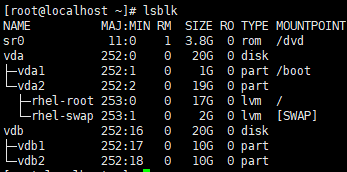 [root@localhost ~]# lsblk
NAME          MAJ:MIN RM  SIZE RO TYPE MOUNTPOINT
sr0            11:0    1  3.8G  0 rom  /dvd
vda           252:0    0   20G  0 disk
├─vda1        252:1    0    1G  0 part /boot
└─vda2        252:2    0   19G  0 part
  ├─rhel-root 253:0    0   17G  0 lvm  /
  └─rhel-swap 253:1    0    2G  0 lvm  [SWAP]
vdb           252:16   0   20G  0 disk
├─vdb1        252:17   0   10G  0 part
└─vdb2        252:18   0   10G  0 part